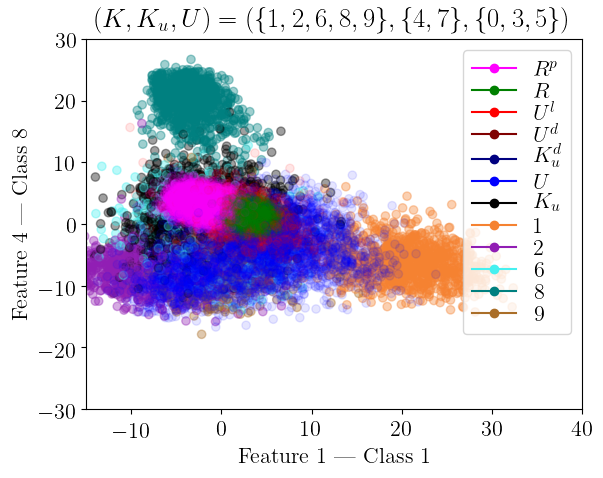 (K, K_u, U) = ({1, 2, 6, 8, 9}, {4, 7}, {0, 3, 5})
30
20
10
0
−10
−20
−30
Feature 4 — Class 8
−10 0 10 20 30 40
Feature 1 — Class 1
R^p
R
U^l
U^d
K_u^d
U
K_u
1
2
6
8
9